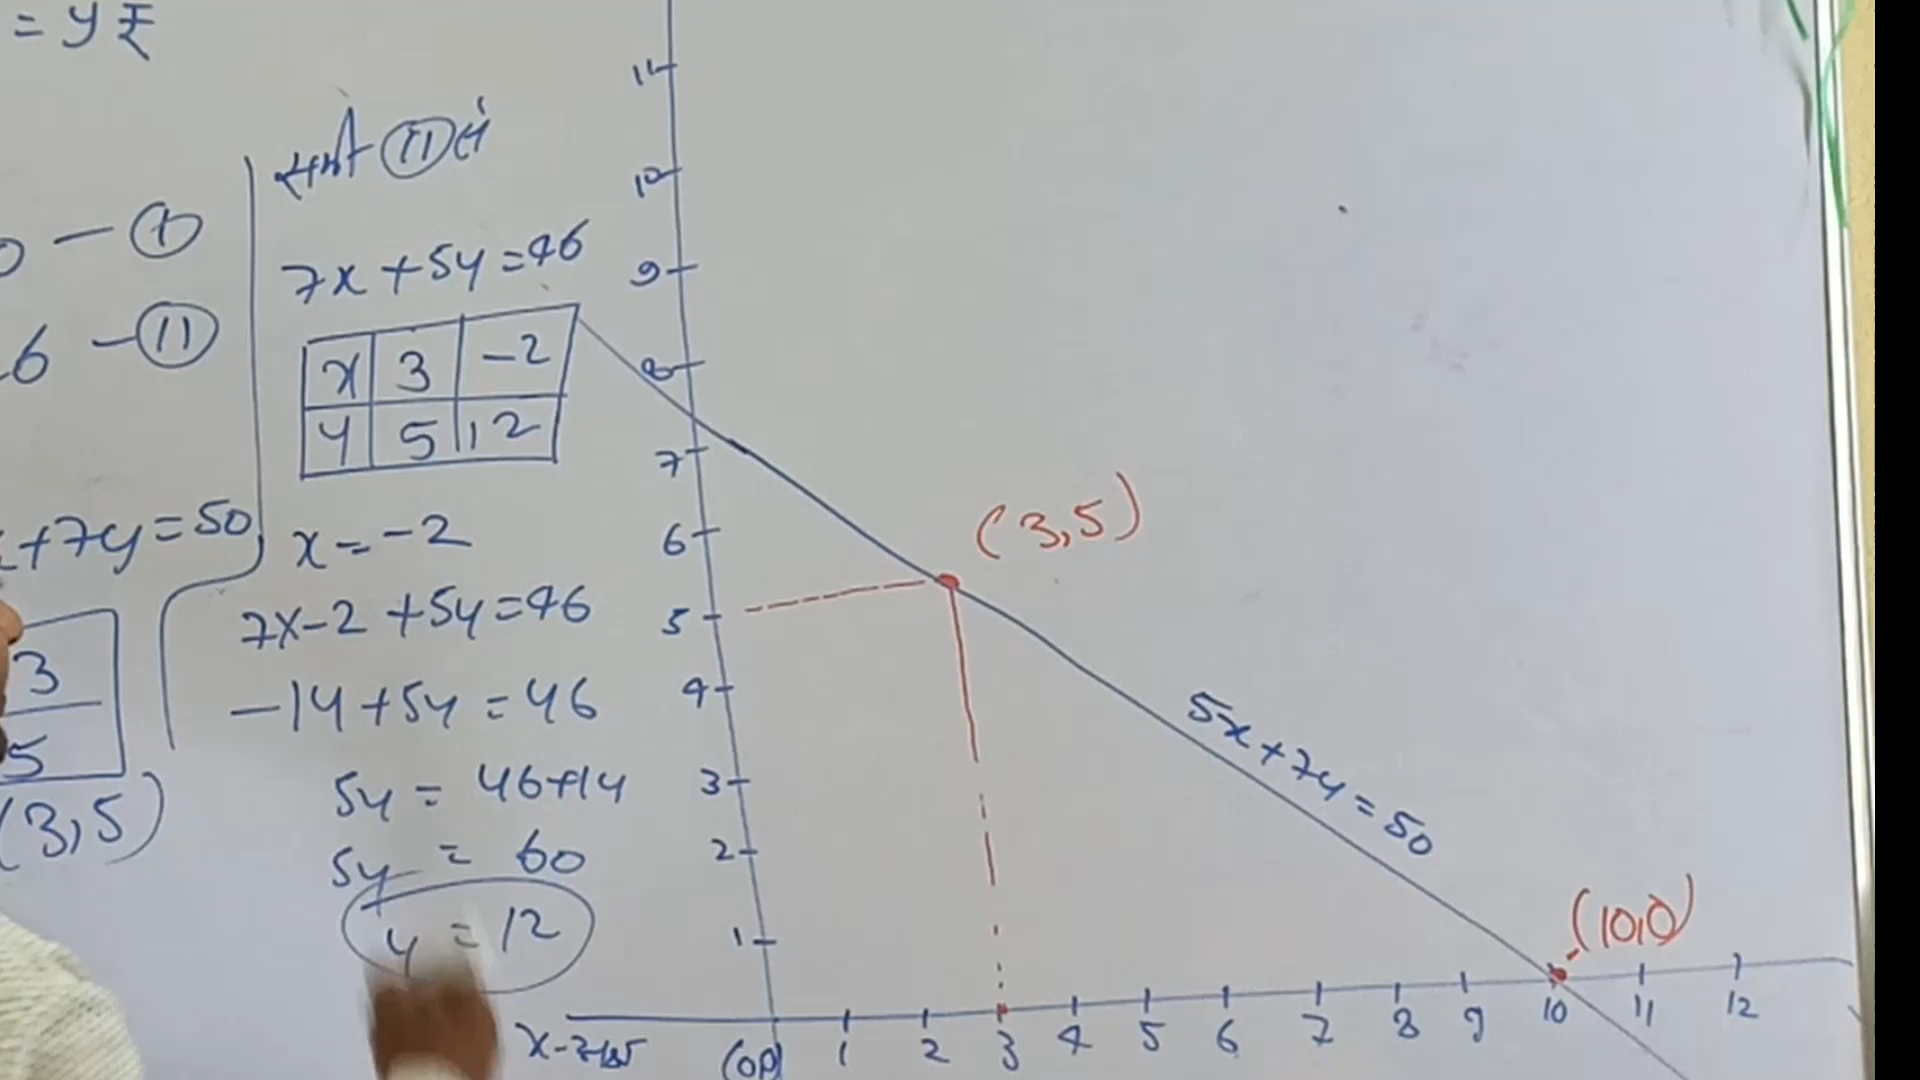 = y ₹
0 — (I)
6 — (II)
+7y=50
3
5
(3,5)
समी (II) से
7x+5y=46
x 3 -2
y 5 12
x=-2
7x-2+5y=46
-14+5y=46
5y=46+14
5y=60
y=12
11
10
9
8
7
6
5
4
3
2
1
(3,5)
5x+7y=50
(10,0)
x-अक्ष
(0,0) 1 2 3 4 5 6 7 8 9 10 11 12